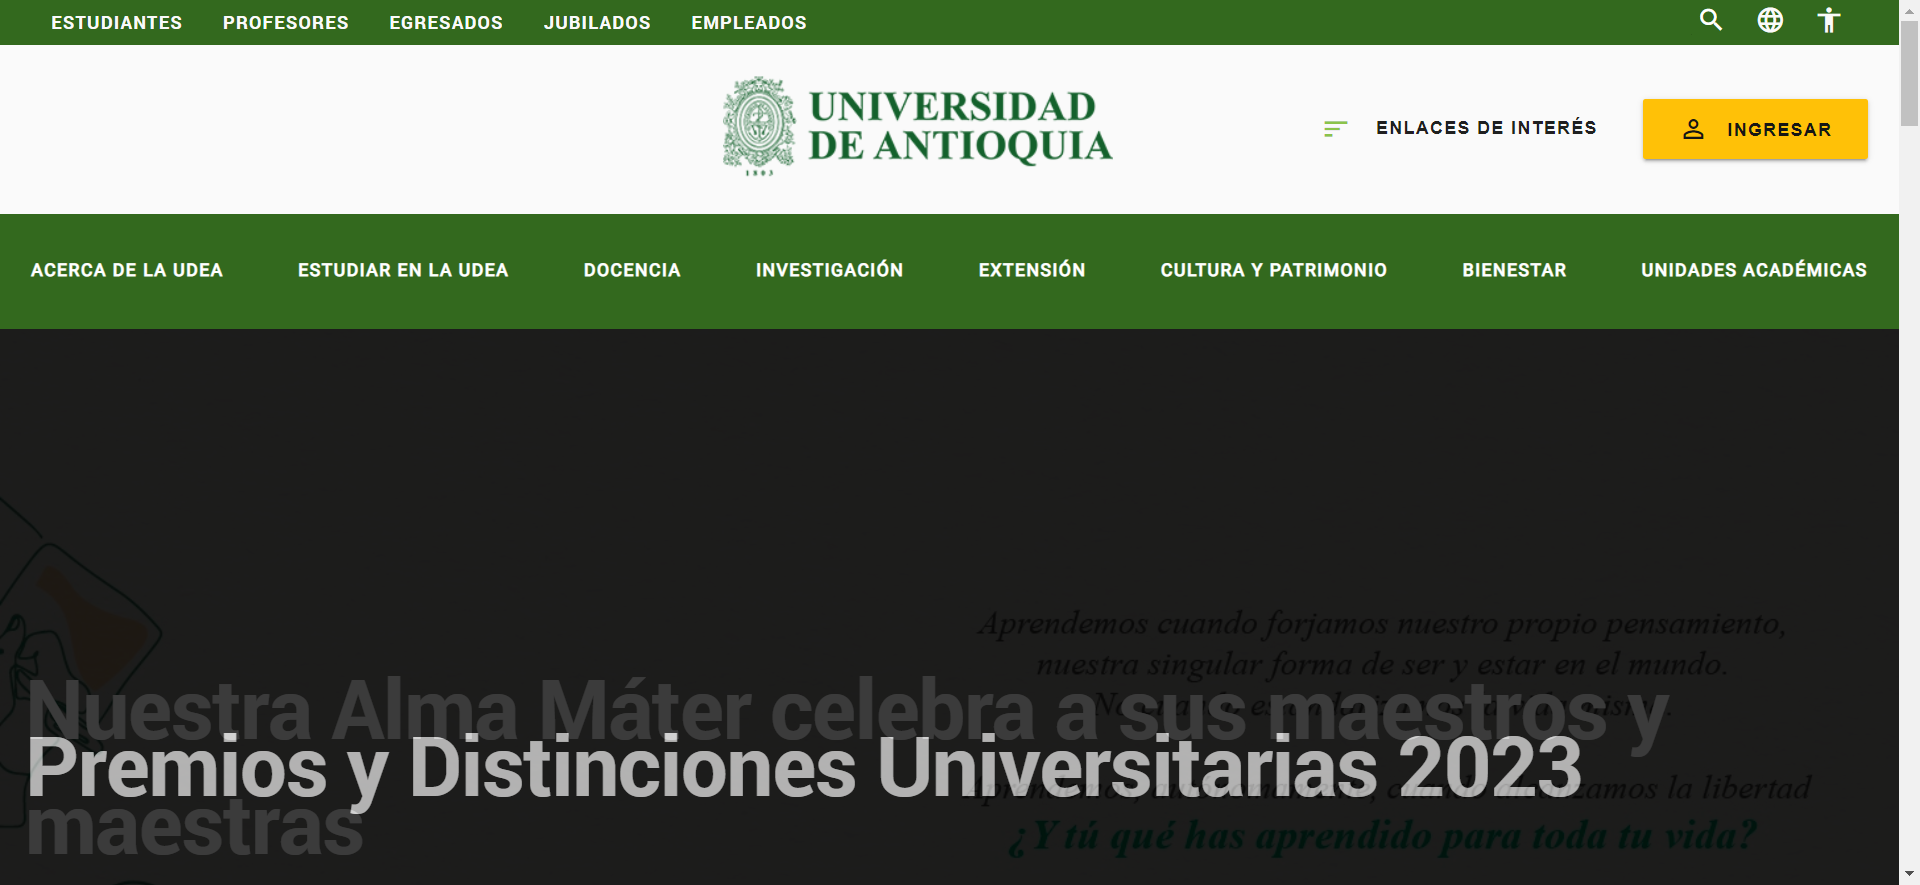 ESTUDIANTES PROFESORES EGRESADOS JUBILADOS EMPLEADOS
UNIVERSIDAD
DE ANTIOQUIA
1803
ENLACES DE INTERÉS
INGRESAR
ACERCA DE LA UDEA ESTUDIAR EN LA UDEA DOCENCIA INVESTIGACIÓN EXTENSIÓN CULTURA Y PATRIMONIO BIENESTAR UNIDADES ACADÉMICAS
Aprendemos cuando forjamos nuestro propio pensamiento,
nuestra singular forma de ser y estar en el mundo.
Nuestra Alma Máter celebra a sus maestros y
maestras
Premios y Distinciones Universitarias 2023
la libertad
¿Y tú qué has aprendido para toda tu vida?